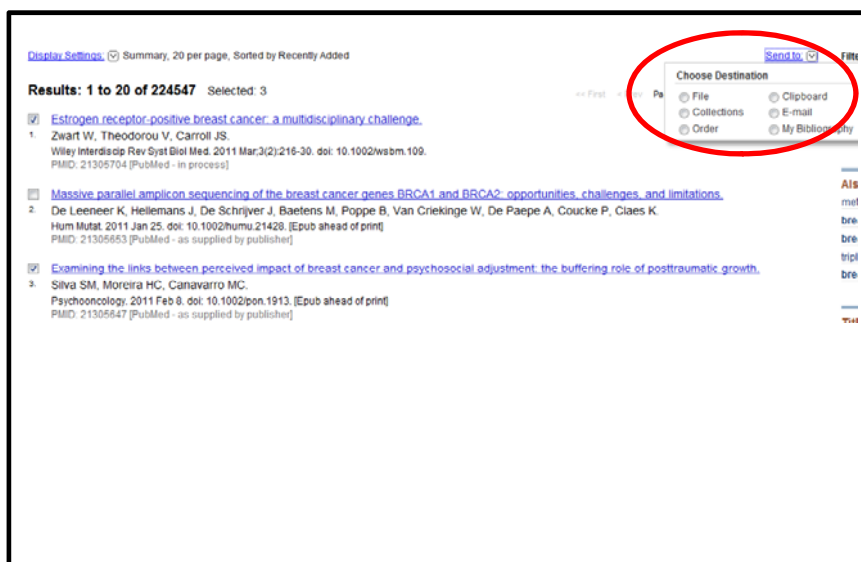 Display Settings: Summary, 20 per page, Sorted by Recently Added
Send to:
Results: 1 to 20 of 224547 Selected: 3
<< First
Choose Destination
File
Clipboard
Collections
E-mail
Order
My Bibliography
Estrogen receptor-positive breast cancer: a multidisciplinary challenge.
1. Zwart W, Theodorou V, Carroll JS.
Wiley Interdiscip Rev Syst Biol Med. 2011 Mar;3(2):216-30. doi: 10.1002/wsbm.109.
PMID: 21305704 [PubMed - in process]
Massive parallel amplicon sequencing of the breast cancer genes BRCA1 and BRCA2: opportunities, challenges, and limitations.
2. De Leeneer K, Hellemans J, De Schrijver J, Baetens M, Poppe B, Van Criekinge W, De Paepe A, Coucke P, Claes K.
Hum Mutat. 2011 Jan 25. doi: 10.1002/humu.21428. [Epub ahead of print]
PMID: 21305653 [PubMed - as supplied by publisher]
Examining the links between perceived impact of breast cancer and psychosocial adjustment: the buffering role of posttraumatic growth.
3. Silva SM, Moreira HC, Canavarro MC.
Psychooncology. 2011 Feb 8. doi: 10.1002/pon.1913. [Epub ahead of print]
PMID: 21305647 [PubMed - as supplied by publisher]